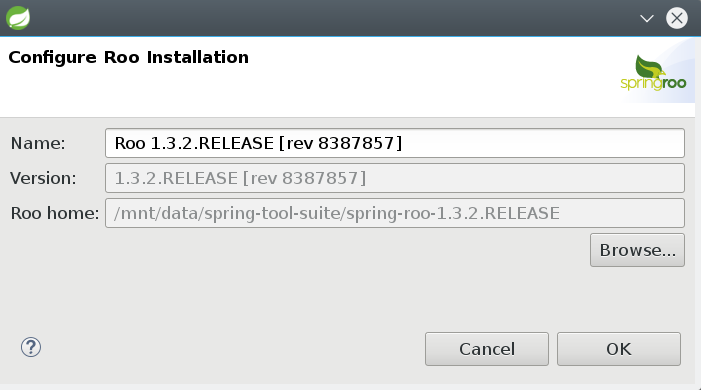 Configure Roo Installation
springroo
Name: Roo 1.3.2.RELEASE [rev 8387857]
Version: 1.3.2.RELEASE [rev 8387857]
Roo home: /mnt/data/spring-tool-suite/spring-roo-1.3.2.RELEASE
Browse...
? Cancel OK